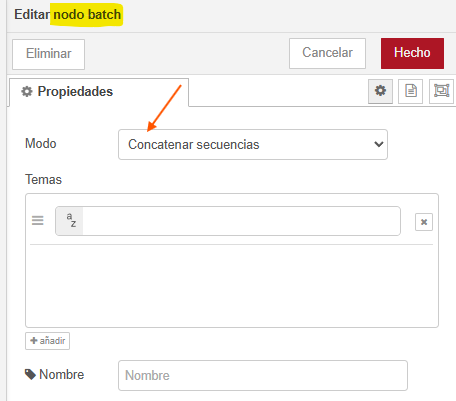 Editar nodo batch
Eliminar
Cancelar
Hecho
Propiedades
Modo
Concatenar secuencias
Temas
a
z
+ añadir
Nombre
Nombre